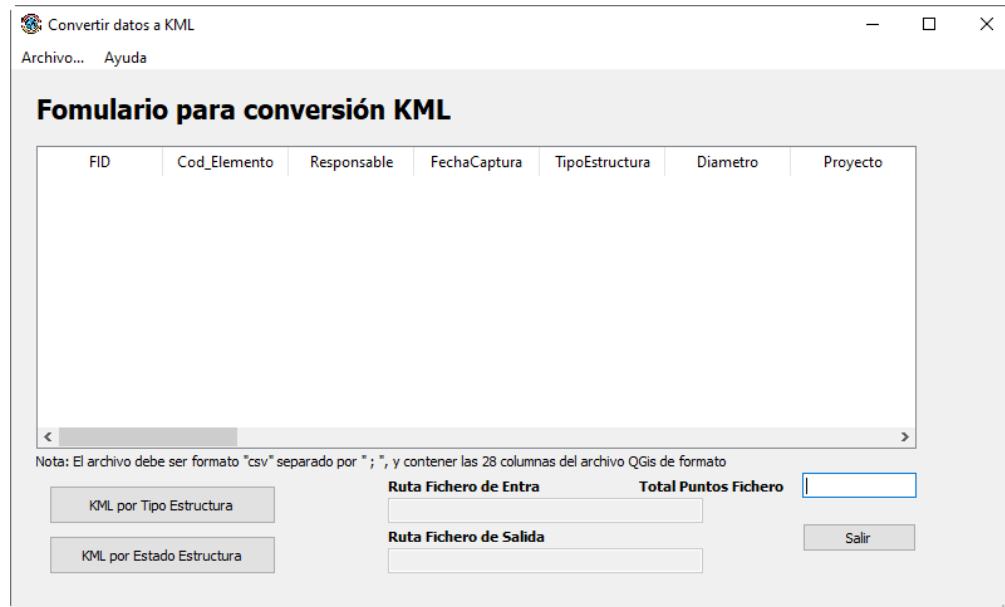 Convertir datos a KML
Archivo... Ayuda
Fomulario para conversión KML
FID Cod_Elemento Responsable FechaCaptura TipoEstructura Diametro Proyecto
Nota: El archivo debe ser formato "csv" separado por " ; ", y contener las 28 columnas del archivo QGis de formato
KML por Tipo Estructura
Ruta Fichero de Entra
Total Puntos Fichero
KML por Estado Estructura
Ruta Fichero de Salida
Salir